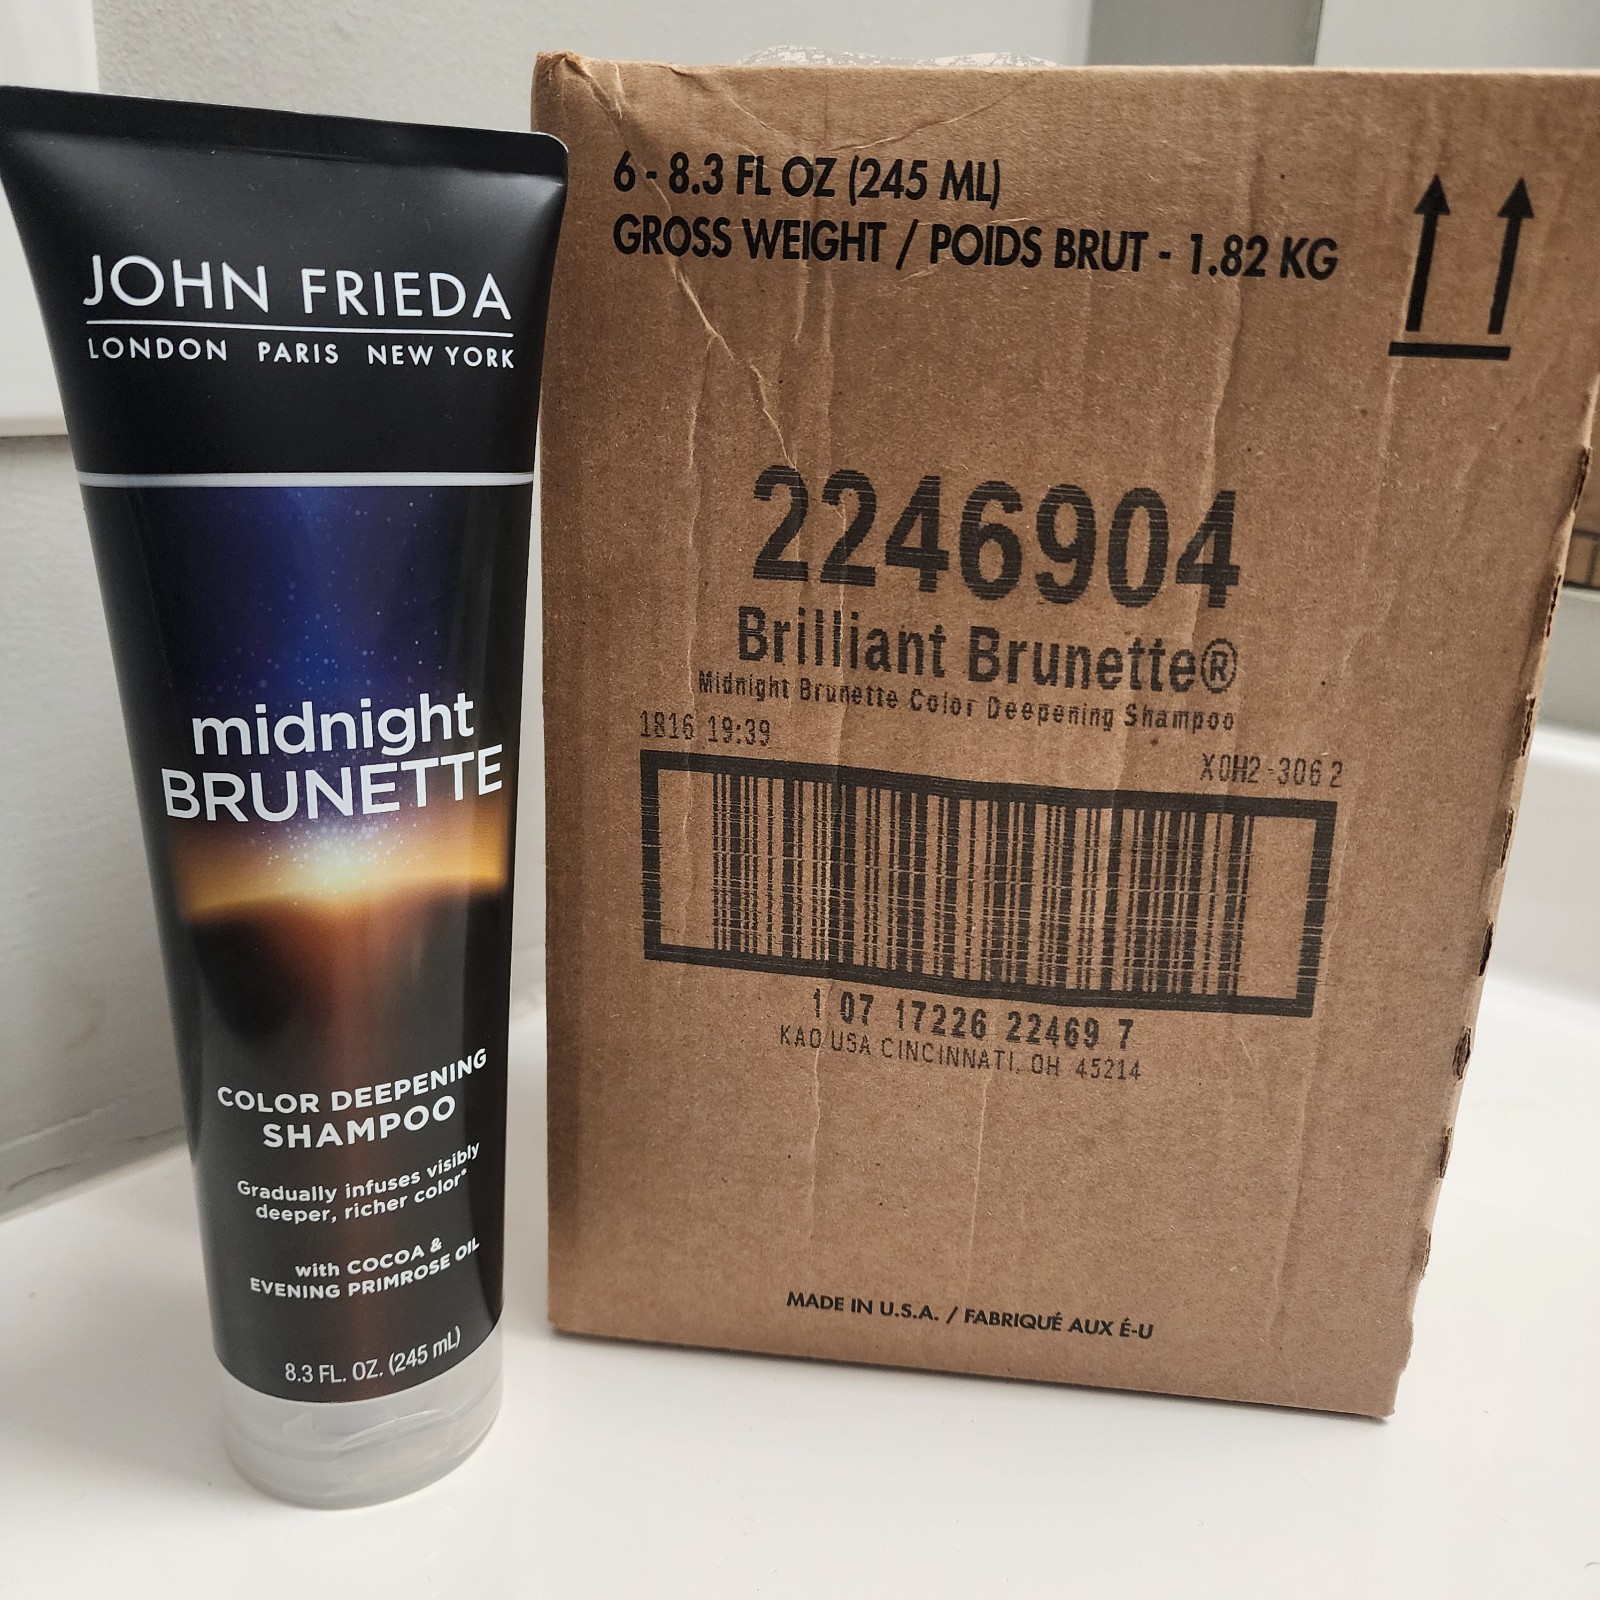 JOHN FRIEDA
LONDON PARIS NEW YORK
midnight
BRUNETTE
COLOR DEEPENING
SHAMPOO
Gradually infuses visibly
deeper, richer color*
with COCOA &
EVENING PRIMROSE OIL
8.3 FL. OZ. (245 mL)
6 - 8.3 FL OZ (245 ML)
GROSS WEIGHT / POIDS BRUT - 1.82 KG
2246904
Brilliant Brunette®
Midnight Brunette Color Deepening Shampoo
1816 19:39
X0H2-306 2
1 07 17226 22469 7
KAO USA CINCINNATI, OH 45214
MADE IN U.S.A. / FABRIQUÉ AUX É-U